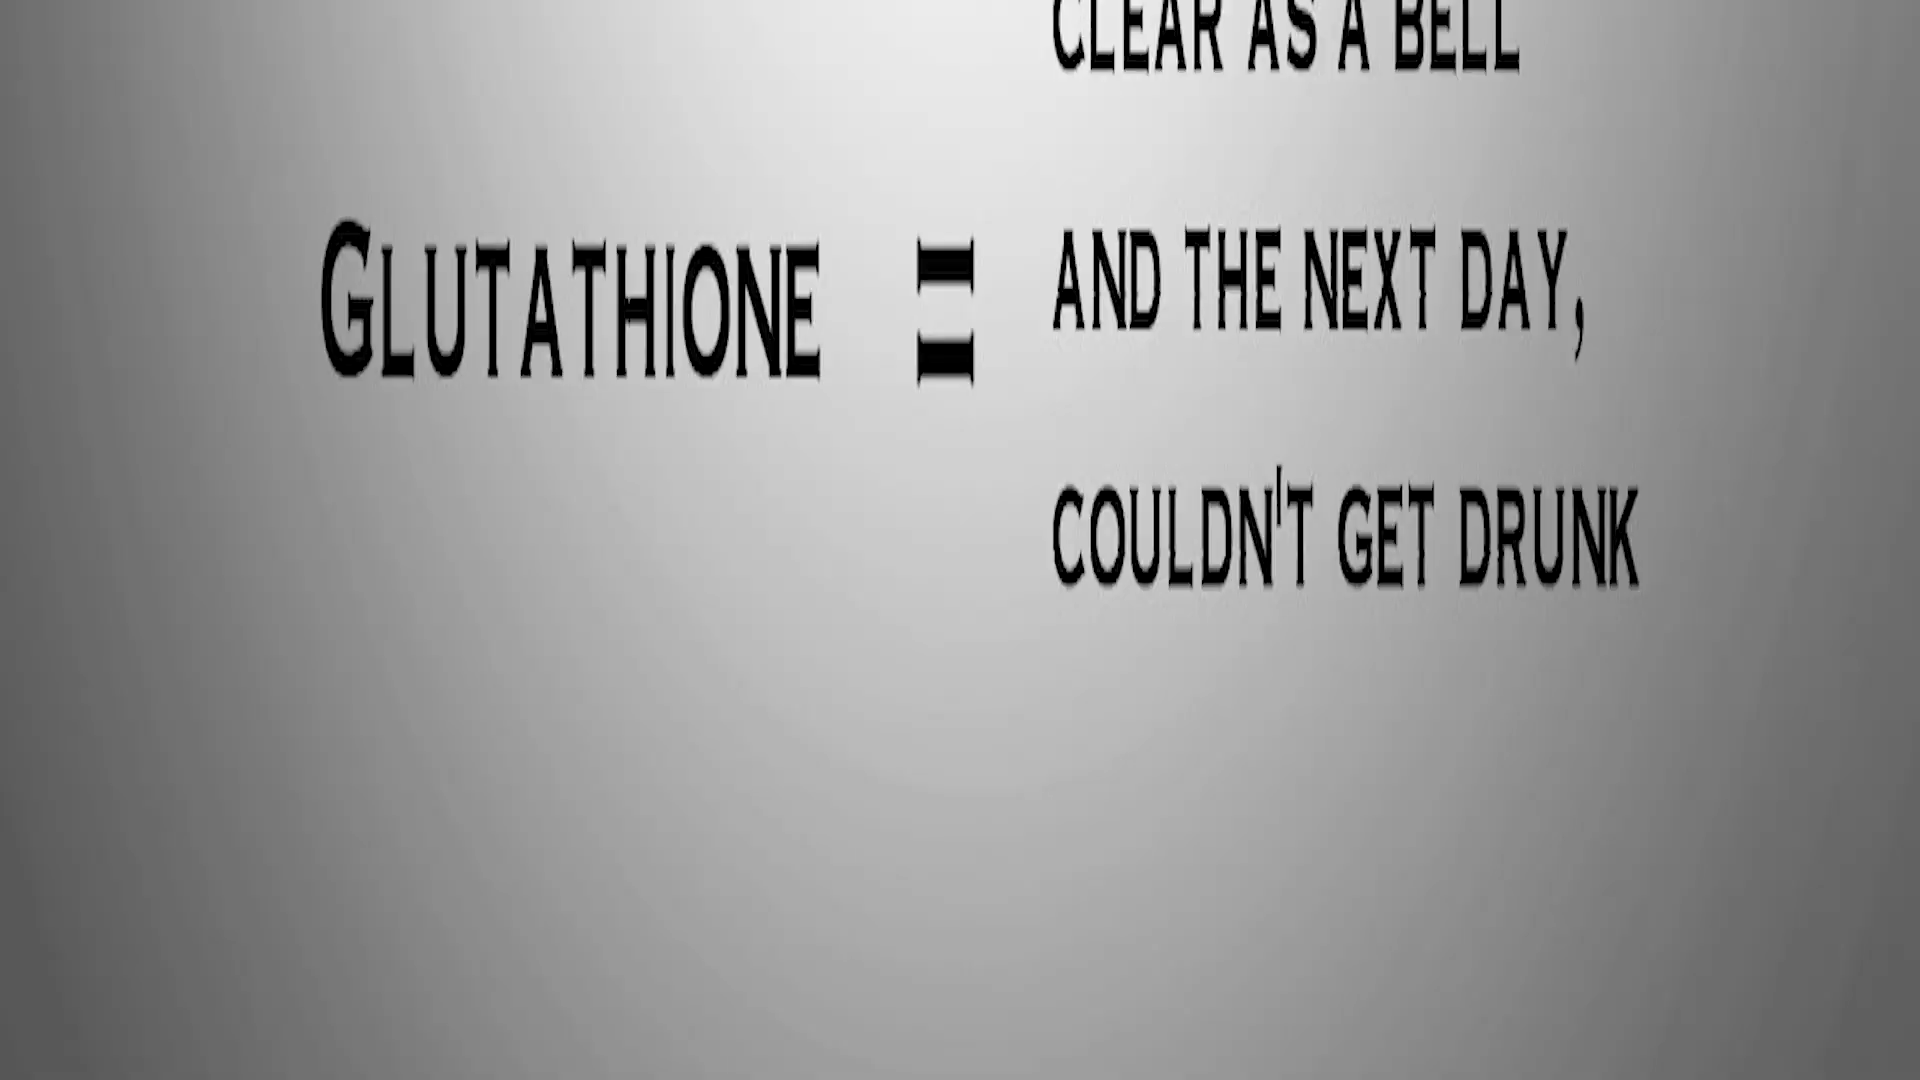 CLEAR AS A BELL
GLUTATHIONE = AND THE NEXT DAY,
COULDN'T GET DRUNK